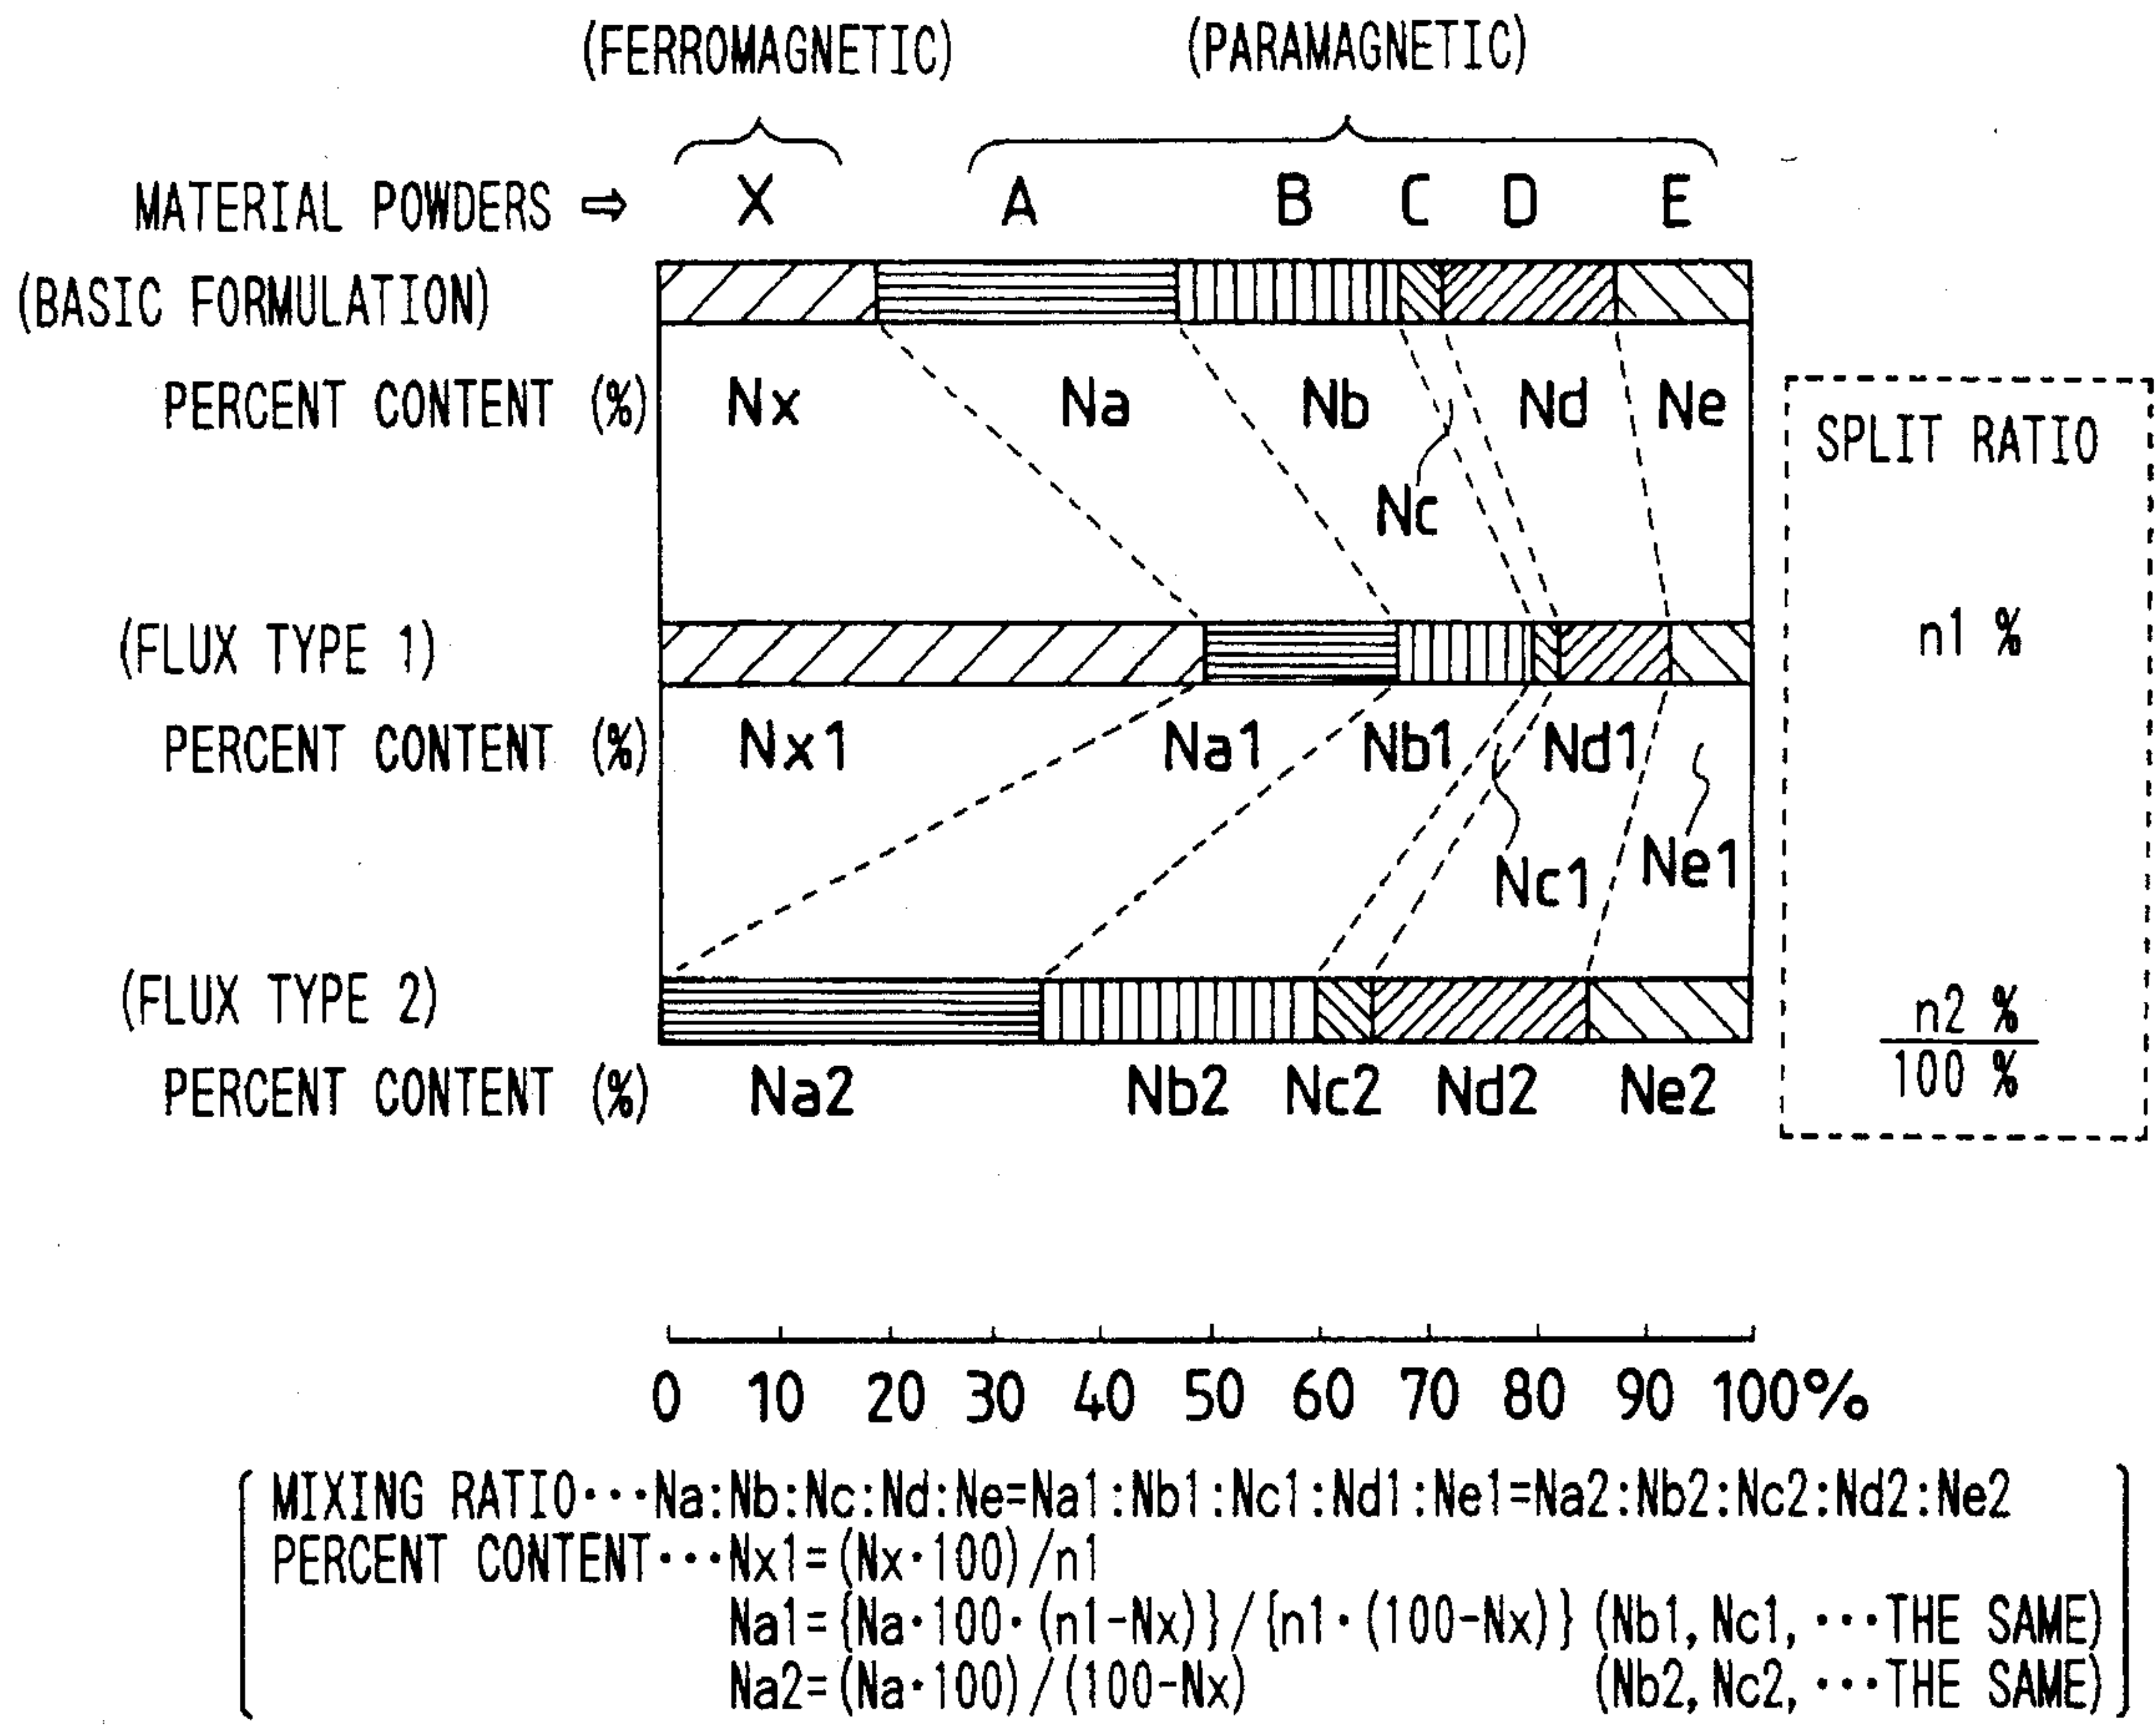 (FERROMAGNETIC) (PARAMAGNETIC)
MATERIAL POWDERS ⇨ X A B C D E
(BASIC FORMULATION)
PERCENT CONTENT (%) Nx Na Nb Nd Ne
SPLIT RATIO
Nc
(FLUX TYPE 1) n1 %
PERCENT CONTENT (%) Nx1 Na1 Nb1 Nd1
Nc1 Ne1
(FLUX TYPE 2) n2 %
100 %
PERCENT CONTENT (%) Na2 Nb2 Nc2 Nd2 Ne2
0 10 20 30 40 50 60 70 80 90 100%
MIXING RATIO···Na:Nb:Nc:Nd:Ne=Na1:Nb1:Nc1:Nd1:Ne1=Na2:Nb2:Nc2:Nd2:Ne2
PERCENT CONTENT···Nx1=(Nx·100)/n1
Na1={Na·100·(n1-Nx)}/{n1·(100-Nx)} (Nb1, Nc1, ···THE SAME)
Na2=(Na·100)/(100-Nx) (Nb2, Nc2, ···THE SAME)